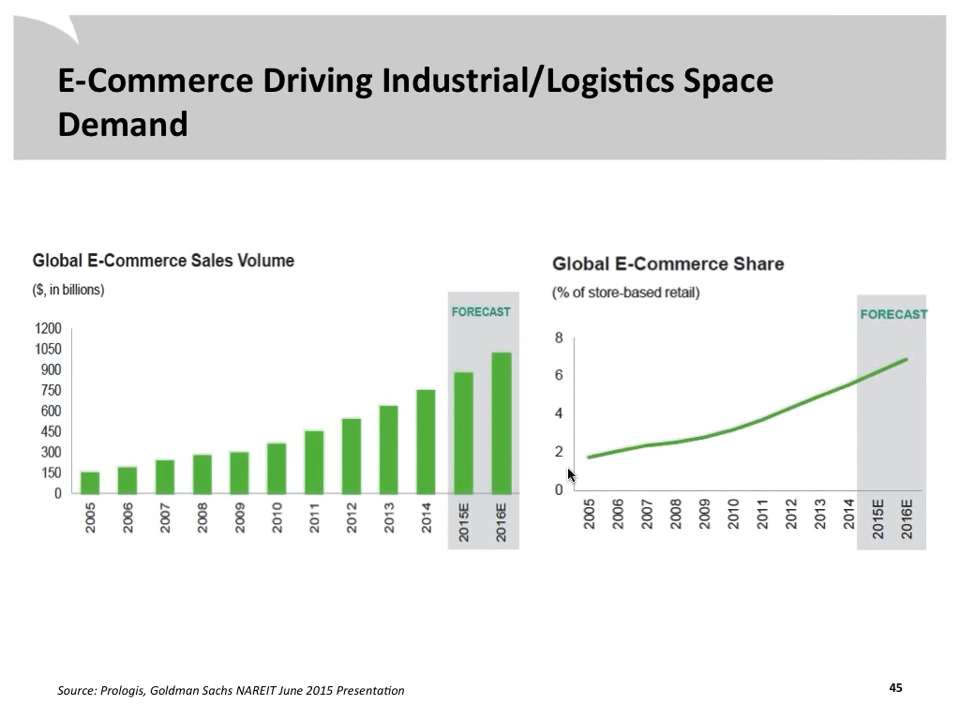 E-Commerce Driving Industrial/Logistics Space
Demand
Global E-Commerce Sales Volume
($, in billions)
FORECAST
1200
1050
900
750
600
450
300
150
0
2005
2006
2007
2008
2009
2010
2011
2012
2013
2014
2015E
2016E
Global E-Commerce Share
(% of store-based retail)
FORECAST
8
6
4
2
0
2005
2006
2007
2008
2009
2010
2011
2012
2013
2014
2015E
2016E
Source: Prologis, Goldman Sachs NAREIT June 2015 Presentation
45